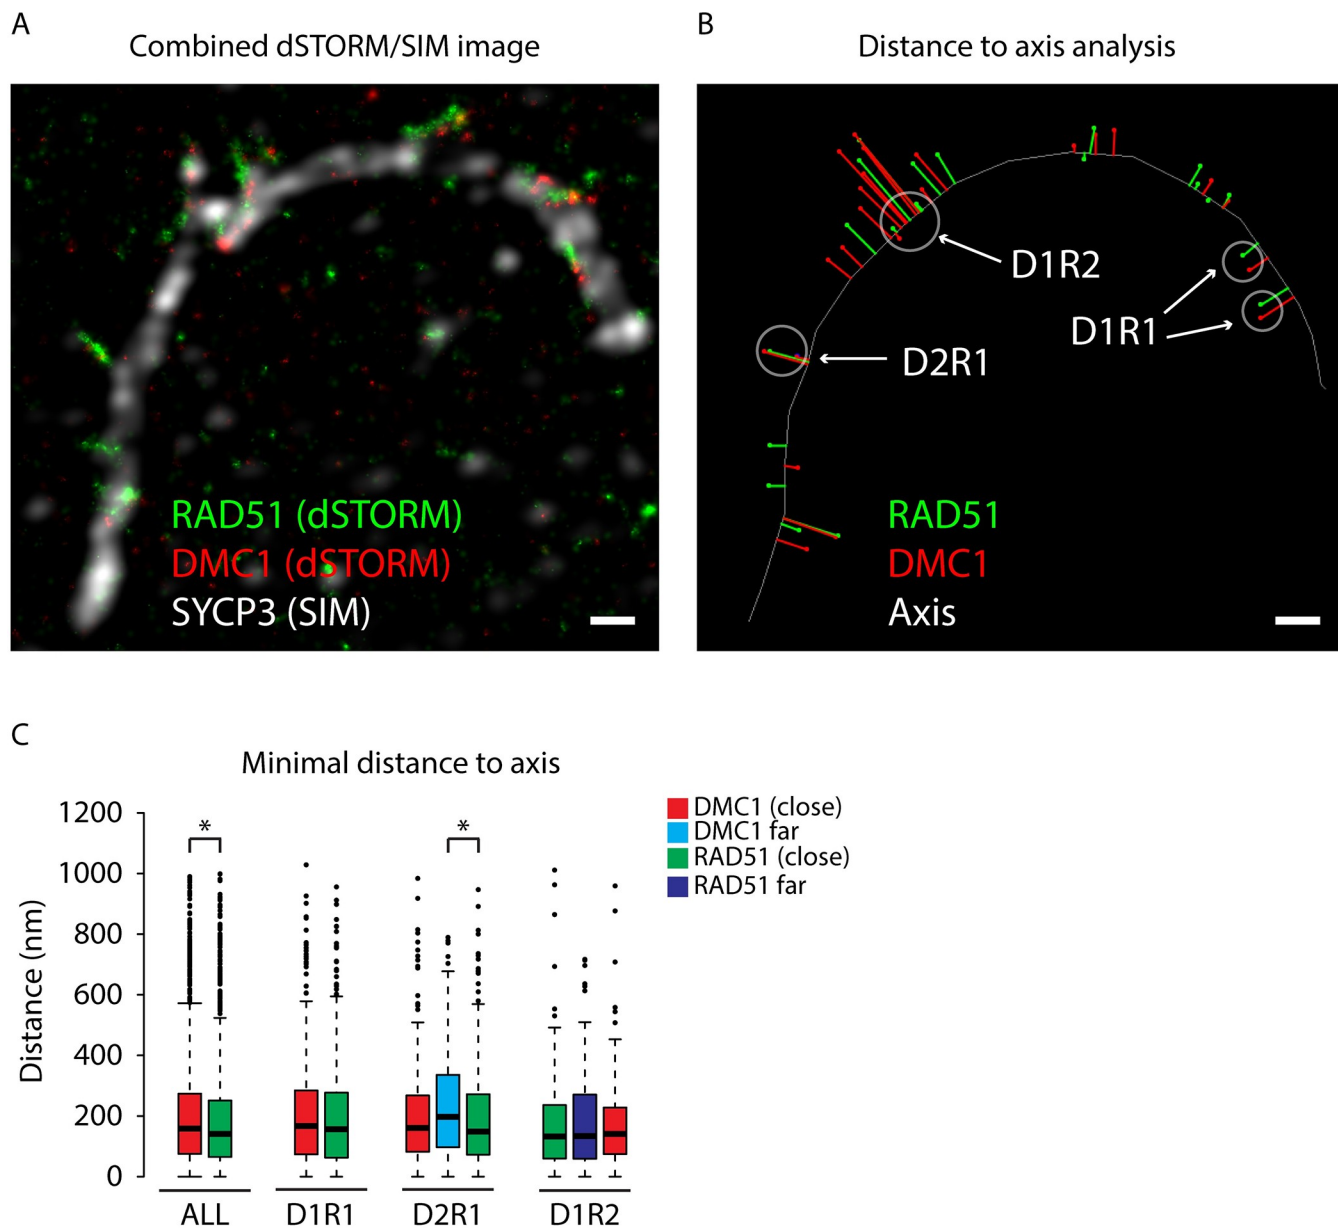 A
Combined dSTORM/SIM image
RAD51 (dSTORM)
DMC1 (dSTORM)
SYCP3 (SIM)
B
Distance to axis analysis
D1R2
D1R1
D2R1
RAD51
DMC1
Axis
C
Minimal distance to axis
Distance (nm)
1200
1000
800
600
400
200
0
*
*
ALL
D1R1
D2R1
D1R2
DMC1 (close)
DMC1 far
RAD51 (close)
RAD51 far